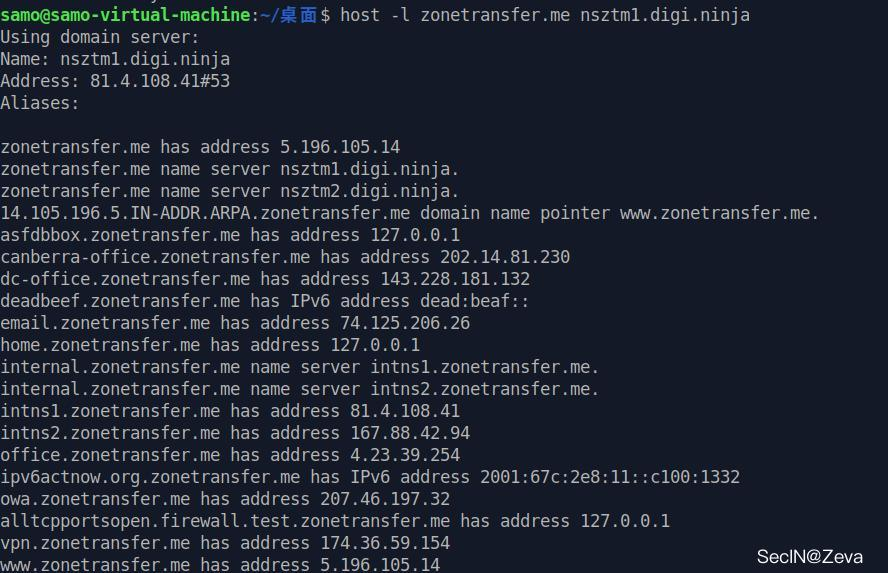 samo@samo-virtual-machine:~/桌面$ host -l zonetransfer.me nsztm1.digi.ninja
Using domain server:
Name: nsztm1.digi.ninja
Address: 81.4.108.41#53
Aliases:
zonetransfer.me has address 5.196.105.14
zonetransfer.me name server nsztm1.digi.ninja.
zonetransfer.me name server nsztm2.digi.ninja.
14.105.196.5.IN-ADDR.ARPA.zonetransfer.me domain name pointer www.zonetransfer.me.
asfdbbox.zonetransfer.me has address 127.0.0.1
canberra-office.zonetransfer.me has address 202.14.81.230
dc-office.zonetransfer.me has address 143.228.181.132
deadbeef.zonetransfer.me has IPv6 address dead:beaf::
email.zonetransfer.me has address 74.125.206.26
home.zonetransfer.me has address 127.0.0.1
internal.zonetransfer.me name server intns1.zonetransfer.me.
internal.zonetransfer.me name server intns2.zonetransfer.me.
intns1.zonetransfer.me has address 81.4.108.41
intns2.zonetransfer.me has address 167.88.42.94
office.zonetransfer.me has address 4.23.39.254
ipv6actnow.org.zonetransfer.me has IPv6 address 2001:67c:2e8:11::c100:1332
owa.zonetransfer.me has address 207.46.197.32
alltcpportsopen.firewall.test.zonetransfer.me has address 127.0.0.1
vpn.zonetransfer.me has address 174.36.59.154
www.zonetransfer.me has address 5.196.105.14
SecIN@Zeva